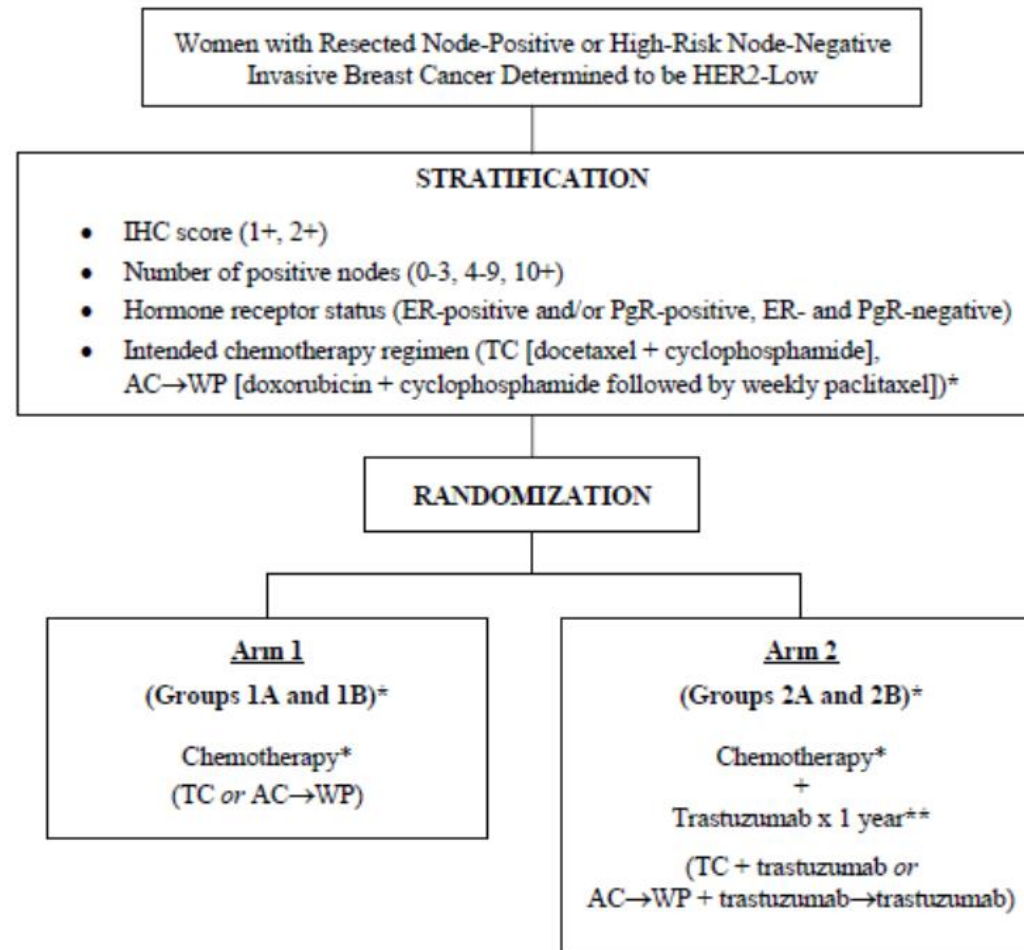 Women with Resected Node-Positive or High-Risk Node-Negative
Invasive Breast Cancer Determined to be HER2-Low
STRATIFICATION
• IHC score (1+, 2+)
• Number of positive nodes (0-3, 4-9, 10+)
• Hormone receptor status (ER-positive and/or PgR-positive, ER- and PgR-negative)
• Intended chemotherapy regimen (TC [docetaxel + cyclophosphamide],
AC→WP [doxorubicin + cyclophosphamide followed by weekly paclitaxel])*
RANDOMIZATION
Arm 1
(Groups 1A and 1B)*
Chemotherapy*
(TC or AC→WP)
Arm 2
(Groups 2A and 2B)*
Chemotherapy*
+
Trastuzumab x 1 year**
(TC + trastuzumab or
AC→WP + trastuzumab→trastuzumab)